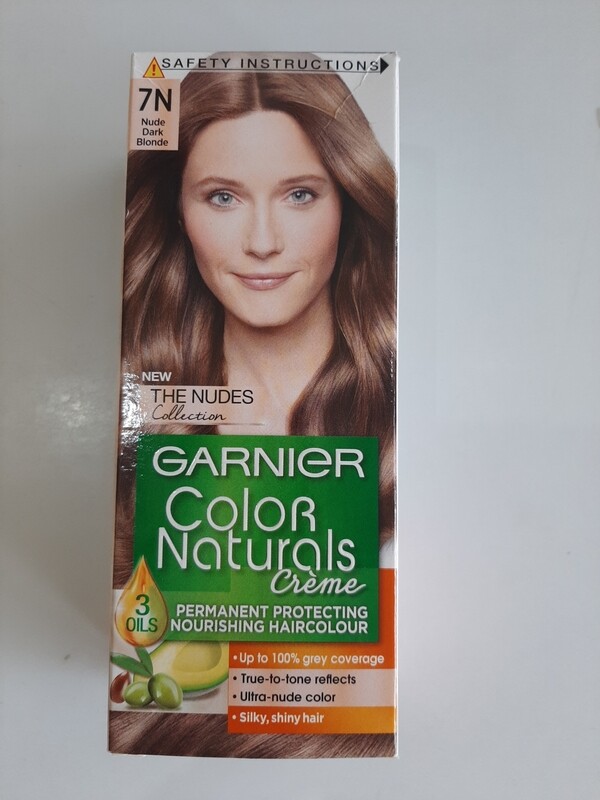 SAFETY INSTRUCTIONS
7N
Nude
Dark
Blonde
NEW
THE NUDES
Collection
GARNIER
Color
Naturals
Crème
3
OILS
PERMANENT PROTECTING
NOURISHING HAIRCOLOUR
• Up to 100% grey coverage
• True-to-tone reflects
• Ultra-nude color
• Silky, shiny hair